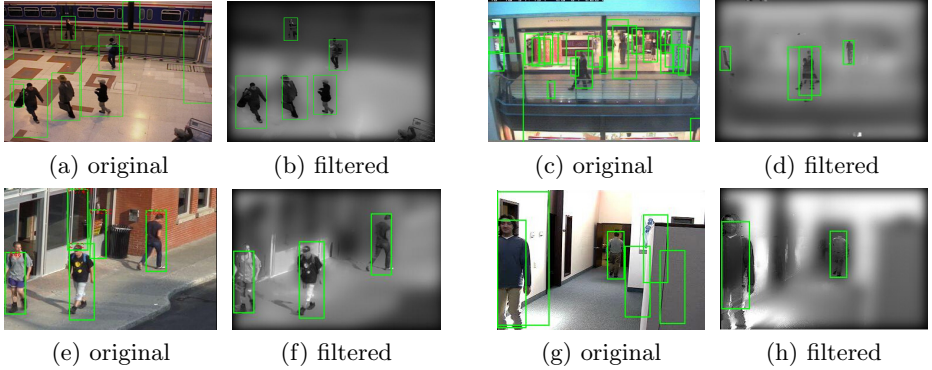 (a) original
(b) filtered
(c) original
(d) filtered
(e) original
(f) filtered
(g) original
(h) filtered